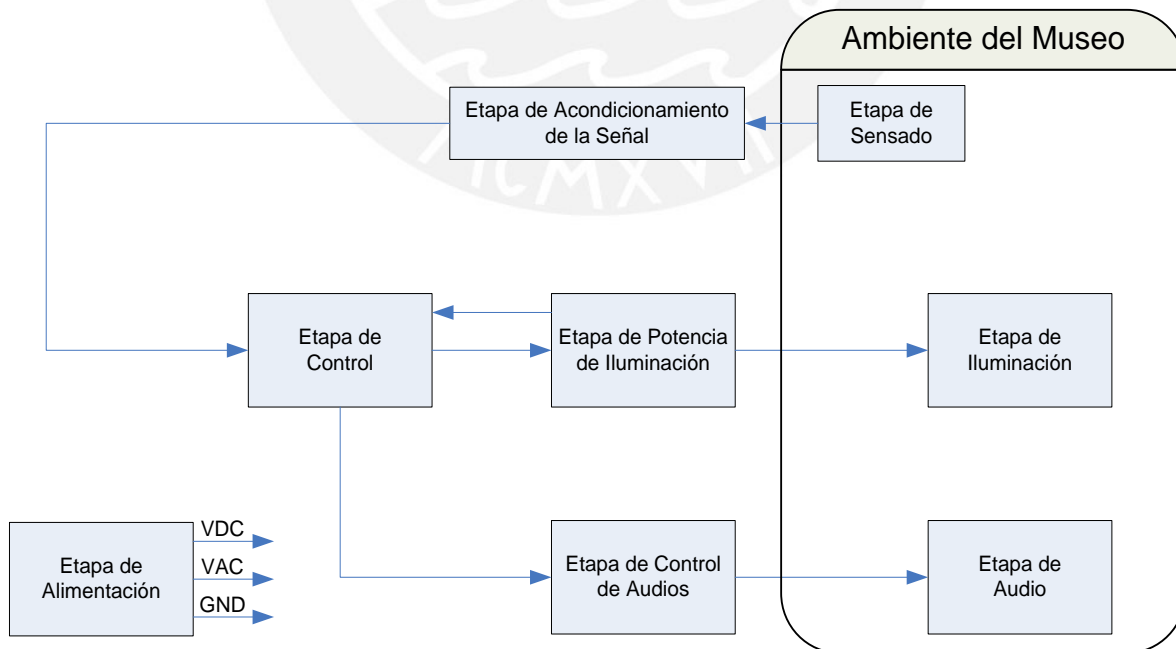 Ambiente del Museo
Etapa de Acondicionamiento
de la Señal
Etapa de
Sensado
MCMXVII
Etapa de
Control
Etapa de Potencia
de Iluminación
Etapa de
Iluminación
Etapa de
Alimentación
VDC
VAC
GND
Etapa de Control
de Audios
Etapa de
Audio